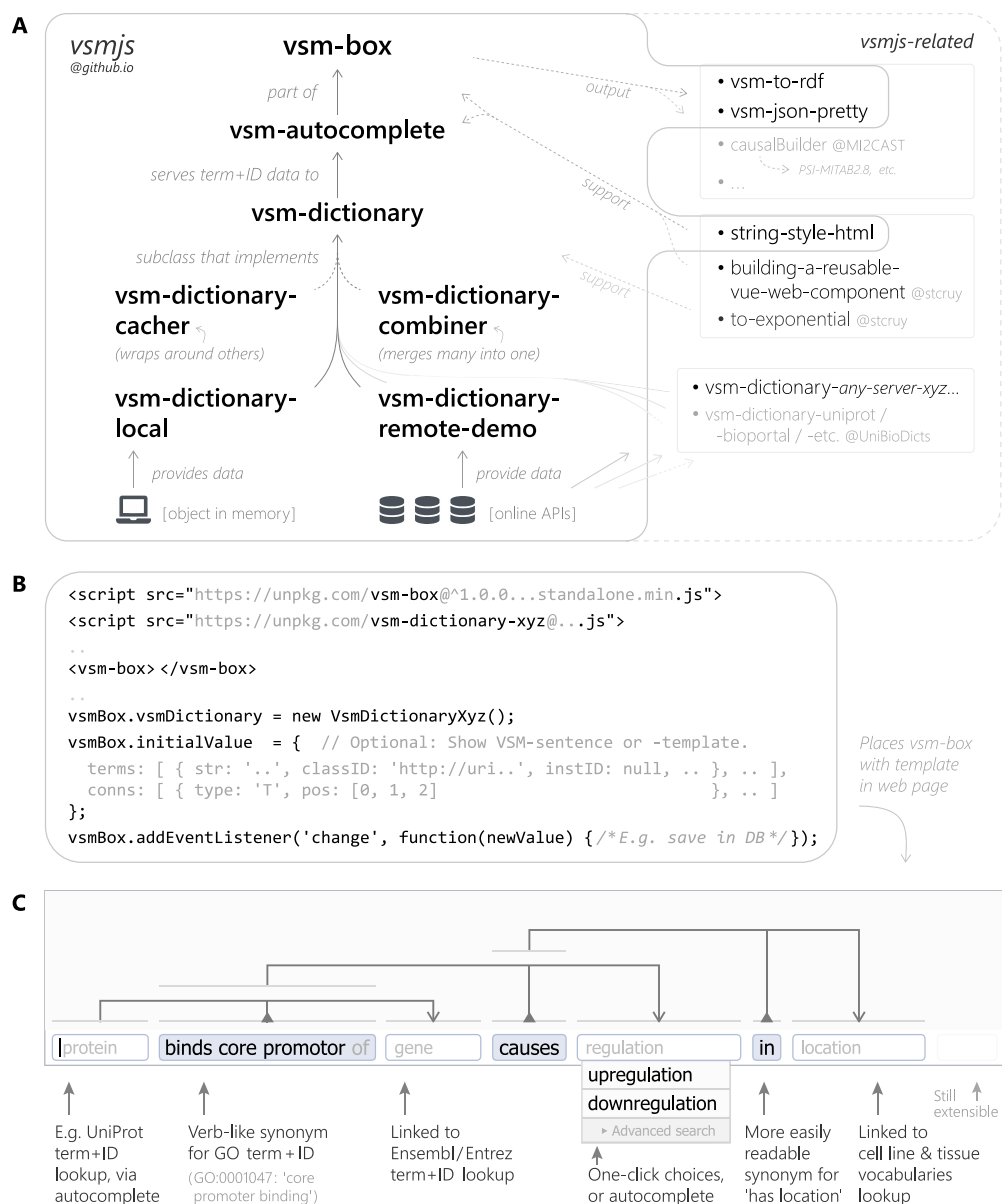 A
vsmjs
@github.io
vsmjs-related
vsm-box
part of
output
vsm-autocomplete
serves term+ID data to
support
vsm-dictionary
subclass that implements
support
vsm-dictionary-
cacher
(wraps around others)
vsm-dictionary-
combiner
(merges many into one)
vsm-dictionary-
local
vsm-dictionary-
remote-demo
provides data
provide data
[object in memory]
[online APIs]
• vsm-to-rdf
• vsm-json-pretty
• causalBuilder @MI2CAST
PSI-MITAB2.8, etc.
• ...
• string-style-html
• building-a-reusable-
vue-web-component @stcruy
• to-exponential @stcruy
• vsm-dictionary-any-server-xyz...
• vsm-dictionary-uniprot /
-bioportal / -etc. @UniBioDicts
B
<script src="https://unpkg.com/vsm-box@^1.0.0...standalone.min.js">
<script src="https://unpkg.com/vsm-dictionary-xyz@...js">
..
<vsm-box> </vsm-box>
..
vsmBox.vsmDictionary = new VsmDictionaryXyz();
vsmBox.initialValue  = {  // Optional: Show VSM-sentence or -template.
  terms: [ { str: '..', classID: 'http://uri..', instID: null, .. }, .. ],
  conns: [ { type: 'T', pos: [0, 1, 2]                            }, .. ]
};
vsmBox.addEventListener('change', function(newValue) {/*E.g. save in DB*/});
Places vsm-box
with template
in web page
C
protein
binds core promotor of
gene
causes
regulation
in
location
upregulation
downregulation
▸ Advanced search
E.g. UniProt
term+ID
lookup, via
autocomplete
Verb-like synonym
for GO term+ID
(GO:0001047: 'core
promoter binding')
Linked to
Ensembl/Entrez
term+ID lookup
One-click choices,
or autocomplete
More easily
readable
synonym for
'has location'
Linked to
cell line & tissue
vocabularies
lookup
Still
extensible